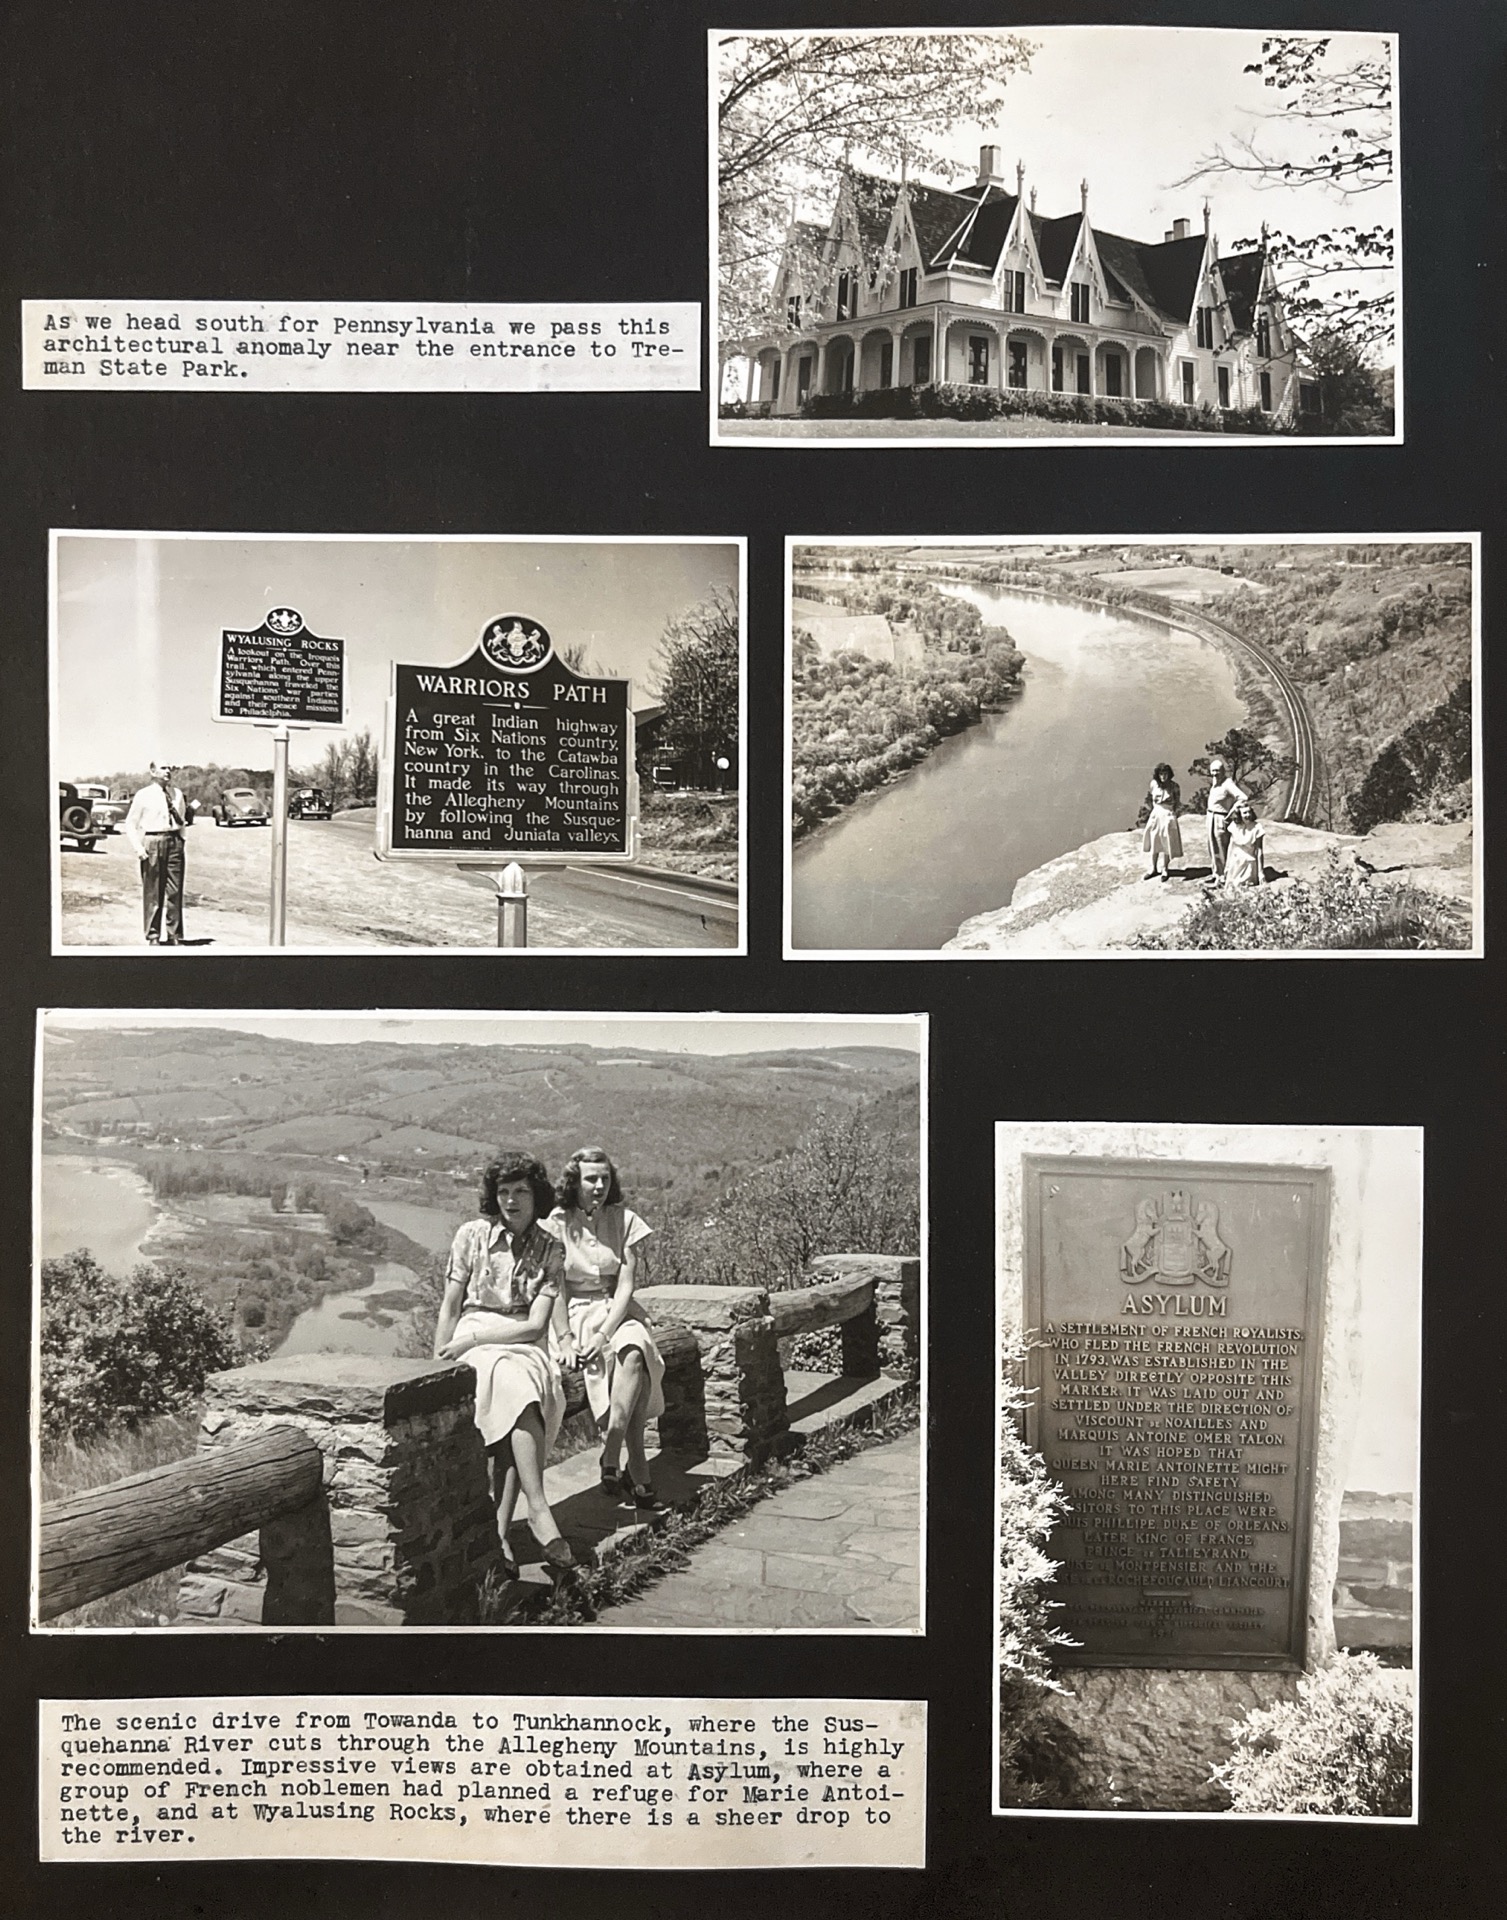 As we head south for Pennsylvania we pass this
architectural anomaly near the entrance to Tre-
man State Park.
WYALUSING ROCKS
A lookout on the Iroquois
Warriors Path. Over this
trail, which entered Penn-
sylvania along the upper
Susquehanna traveled the
Six Nations' war parties
against southern Indians,
and their peace missions
to Philadelphia.
WARRIORS PATH
A great Indian highway
from Six Nations country,
New York, to the Catawba
country in the Carolinas.
It made its way through
the Allegheny Mountains
by following the Susque-
hanna and Juniata valleys.
ASYLUM
A SETTLEMENT OF FRENCH ROYALISTS,
WHO FLED THE FRENCH REVOLUTION
IN 1793, WAS ESTABLISHED IN THE
VALLEY DIRECTLY OPPOSITE THIS
MARKER. IT WAS LAID OUT AND
SETTLED UNDER THE DIRECTION OF
VISCOUNT DE NOAILLES AND
MARQUIS ANTOINE OMER TALON.
IT WAS HOPED THAT
QUEEN MARIE ANTOINETTE MIGHT
HERE FIND SAFETY.
AMONG MANY DISTINGUISHED
VISITORS TO THIS PLACE WERE
LOUIS PHILLIPE, DUKE OF ORLEANS,
LATER KING OF FRANCE,
PRINCE DE TALLEYRAND,
MONTPENSIER AND THE
ROCHEFOUCAULD LIANCOURT
The scenic drive from Towanda to Tunkhannock, where the Sus-
quehanna River cuts through the Allegheny Mountains, is highly
recommended. Impressive views are obtained at Asylum, where a
group of French noblemen had planned a refuge for Marie Antoi-
nette, and at Wyalusing Rocks, where there is a sheer drop to
the river.